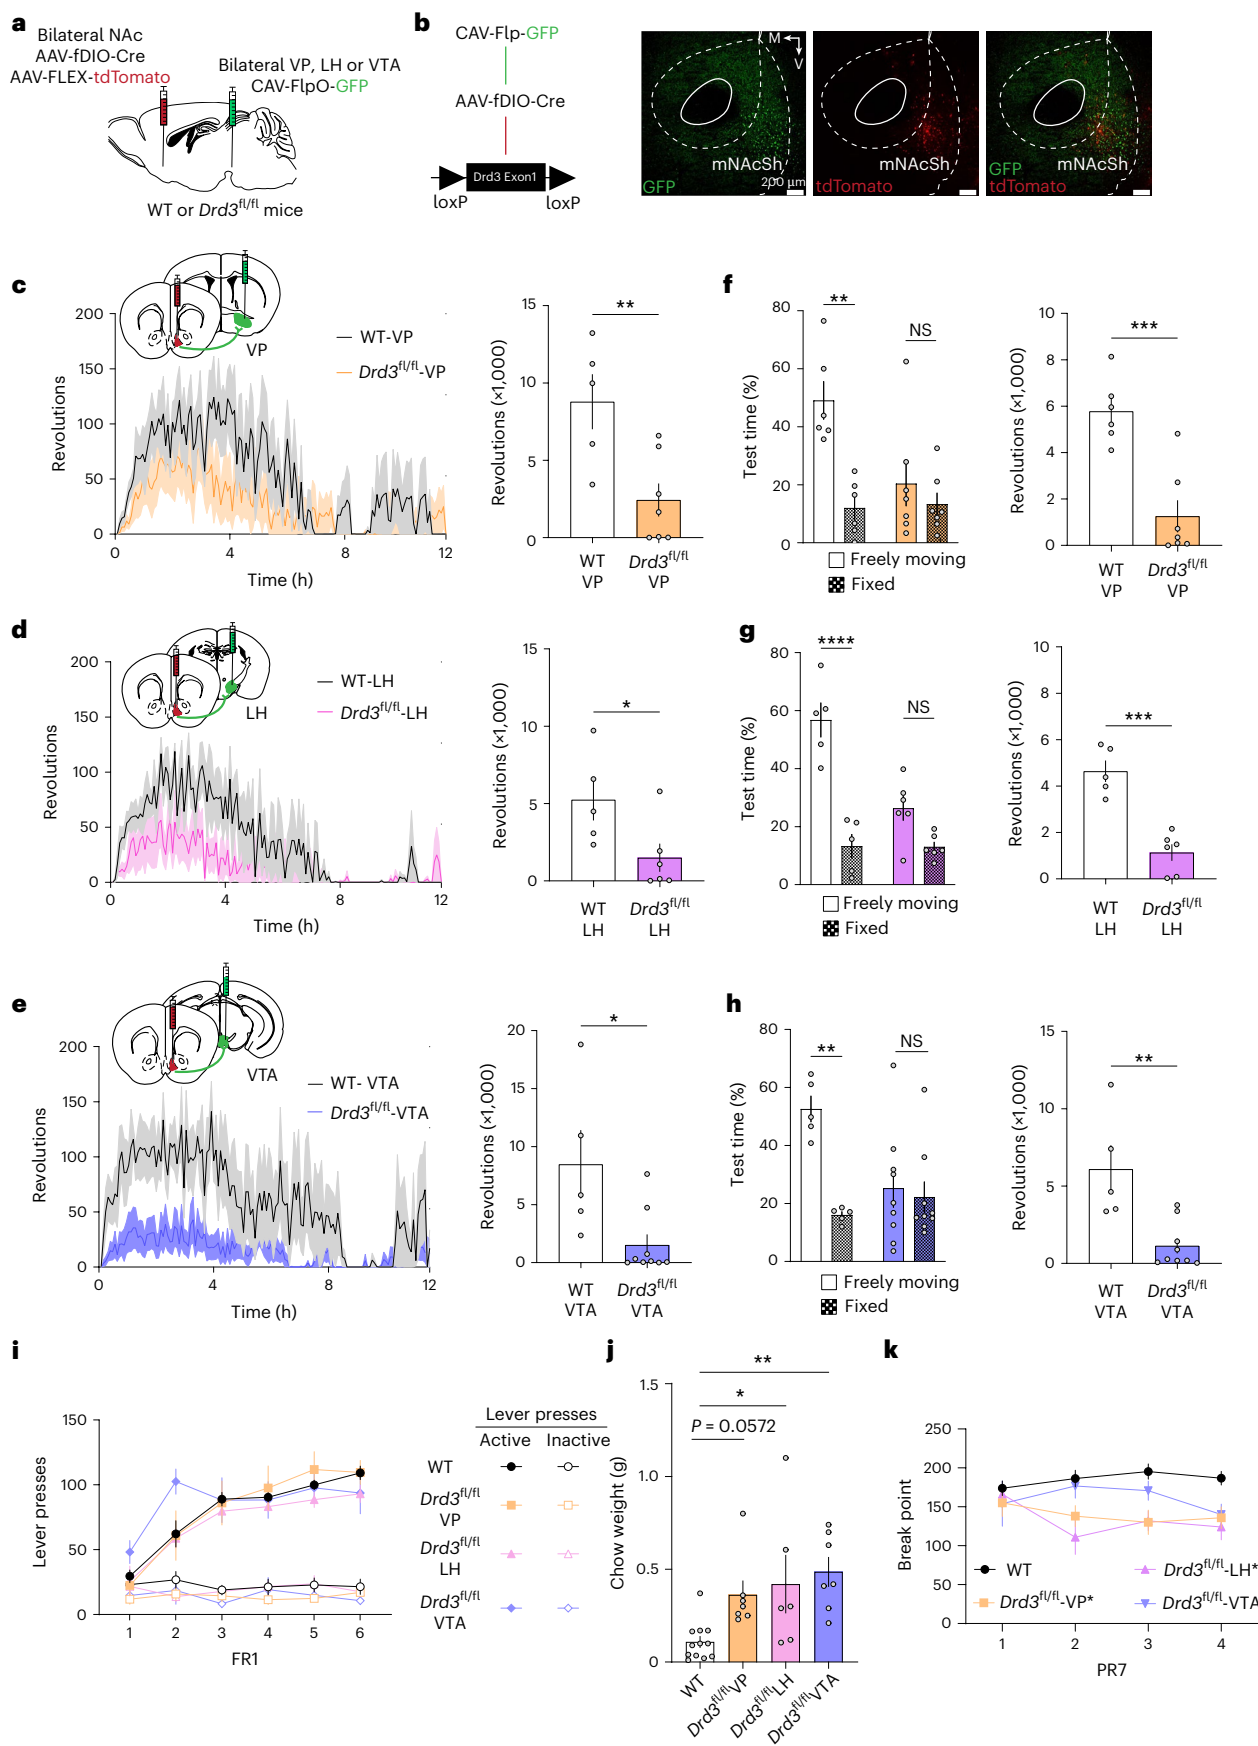 a
Bilateral NAc
AAV-fDIO-Cre
AAV-FLEX-tdTomato
Bilateral VP, LH or VTA
CAV-FlpO-GFP
WT or Drd3fl/fl mice
b
CAV-Flp-GFP
AAV-fDIO-Cre
Drd3 Exon1
loxP
loxP
M
V
mNAcSh
GFP
200 µm
mNAcSh
tdTomato
mNAcSh
GFP
tdTomato
c
VP
WT-VP
Drd3fl/fl-VP
Revolutions
200
150
100
50
0
0
4
8
12
Time (h)
Revolutions (×1,000)
15
10
5
0
**
WT
VP
Drd3fl/fl
VP
f
Test time (%)
80
60
40
20
0
**
NS
Freely moving
Fixed
Revolutions (×1,000)
10
8
6
4
2
0
***
WT
VP
Drd3fl/fl
VP
d
LH
WT-LH
Drd3fl/fl-LH
Revolutions
200
150
100
50
0
0
4
8
12
Time (h)
Revolutions (×1,000)
15
10
5
0
*
WT
LH
Drd3fl/fl
LH
g
Test time (%)
80
60
40
20
0
****
NS
Freely moving
Fixed
Revolutions (×1,000)
10
8
6
4
2
0
***
WT
LH
Drd3fl/fl
LH
e
VTA
WT- VTA
Drd3fl/fl-VTA
Revolutions
200
150
100
50
0
0
4
8
12
Time (h)
Revolutions (×1,000)
20
15
10
5
0
*
WT
VTA
Drd3fl/fl
VTA
h
Test time (%)
80
60
40
20
0
**
NS
Freely moving
Fixed
Revolutions (×1,000)
15
10
5
0
**
WT
VTA
Drd3fl/fl
VTA
i
Lever presses
150
100
50
0
1
2
3
4
5
6
FR1
Lever presses
Active
Inactive
WT
Drd3fl/fl
VP
Drd3fl/fl
LH
Drd3fl/fl
VTA
j
Chow weight (g)
1.5
1.0
0.5
0
**
*
P = 0.0572
WT
Drd3fl/flVP
Drd3fl/flLH
Drd3fl/flVTA
k
Break point
250
200
150
100
50
0
WT
Drd3fl/fl-VP*
Drd3fl/fl-LH*
Drd3fl/fl-VTA
1
2
3
4
PR7